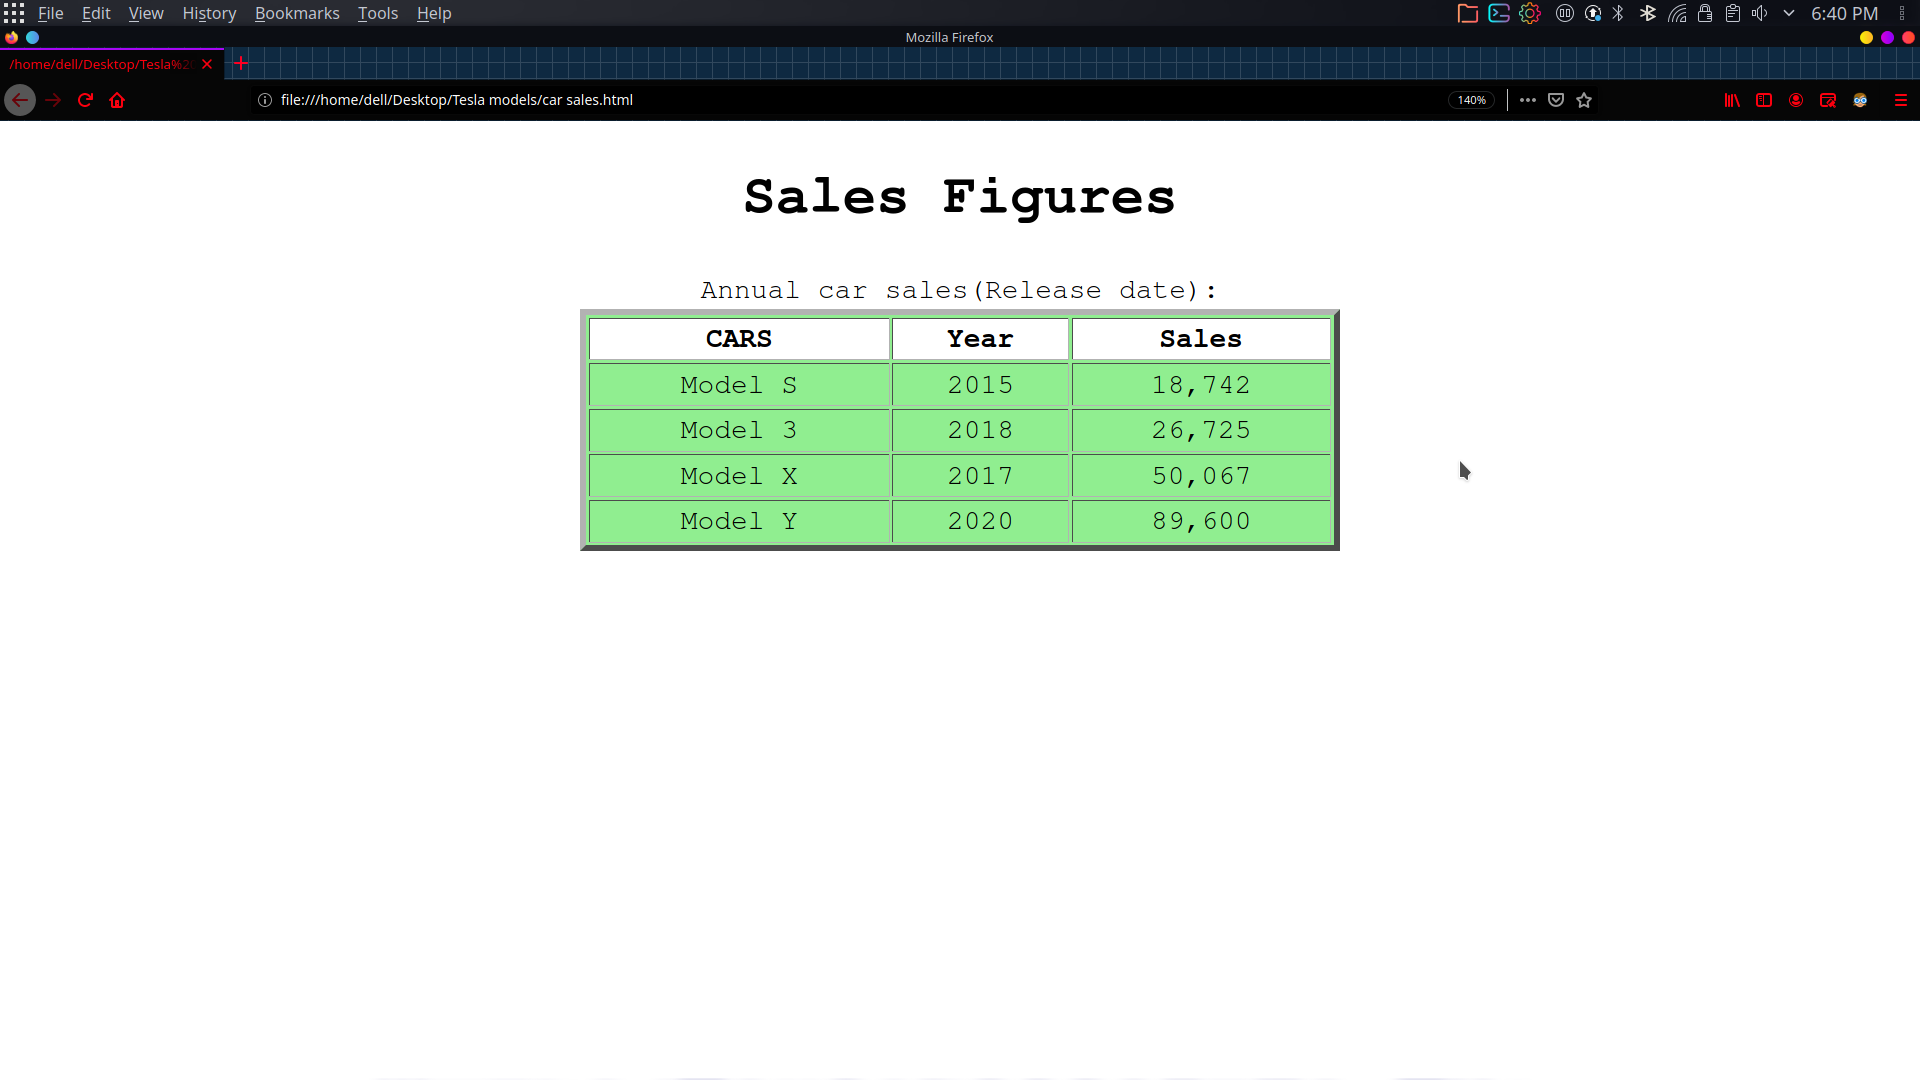 File Edit View History Bookmarks Tools Help 6:40 PM
Mozilla Firefox
/home/dell/Desktop/Tesla%20
file:///home/dell/Desktop/Tesla models/car sales.html 140%
Sales Figures
Annual car sales(Release date):
CARS Year Sales
Model S 2015 18,742
Model 3 2018 26,725
Model X 2017 50,067
Model Y 2020 89,600